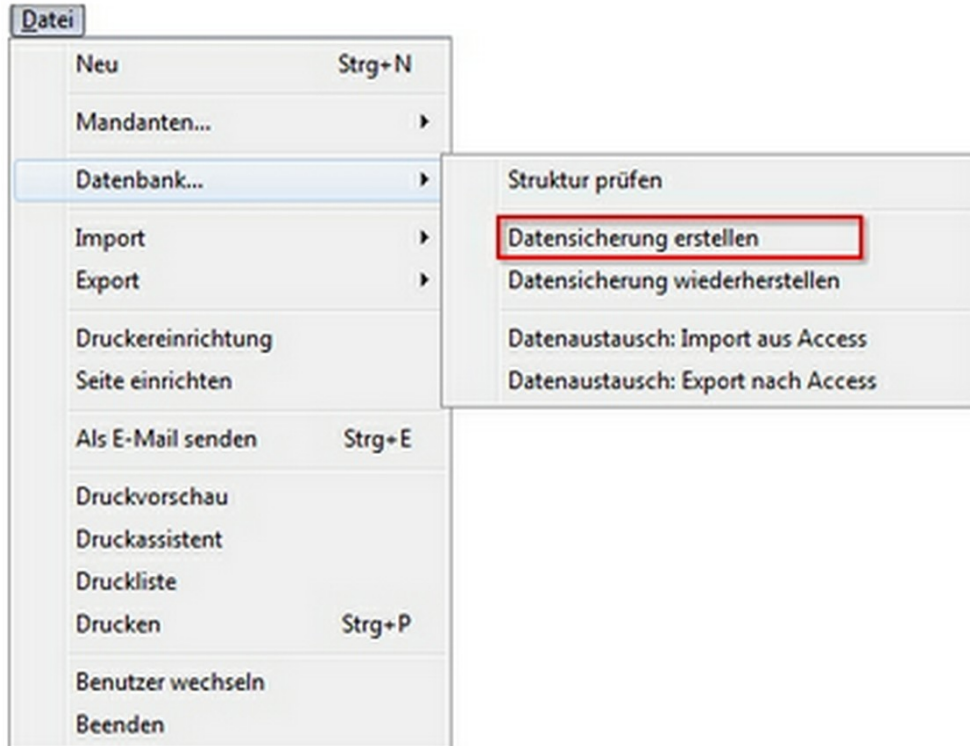 Datei
Neu Strg+N
Mandanten...
Datenbank...
Import
Export
Druckereinrichtung
Seite einrichten
Als E-Mail senden Strg+E
Druckvorschau
Druckassistent
Druckliste
Drucken Strg+P
Benutzer wechseln
Beenden
Struktur prüfen
Datensicherung erstellen
Datensicherung wiederherstellen
Datenaustausch: Import aus Access
Datenaustausch: Export nach Access